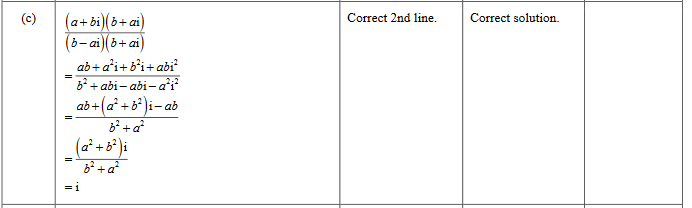 (c) (a + bi)(b + ai) / (b − ai)(b + ai) Correct 2nd line. Correct solution.
= ab + a²i + b²i + abi² / b² + abi − abi − a²i²
= ab + (a² + b²)i − ab / b² + a²
= (a² + b²)i / b² + a²
= i